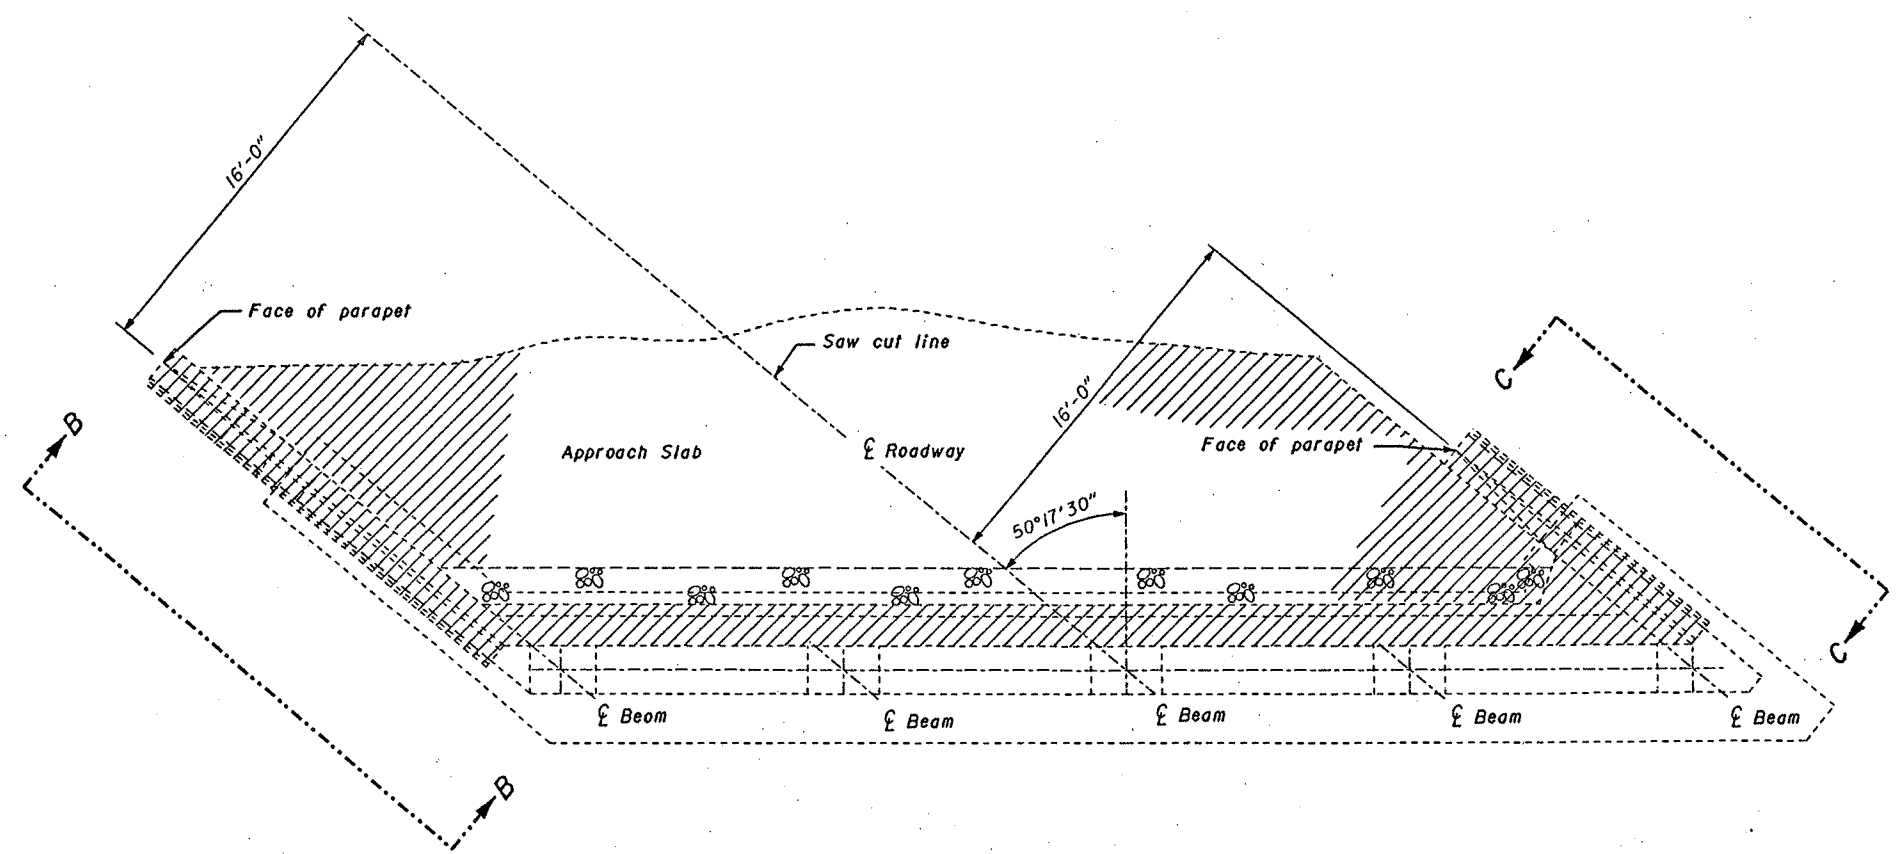 16'-0"
Face of parapet
Saw cut line
C
16'-0"
B
Approach Slab
℄ Roadway
Face of parapet
50°17'30"
C
℄ Beam
℄ Beam
℄ Beam
℄ Beam
℄ Beam
B